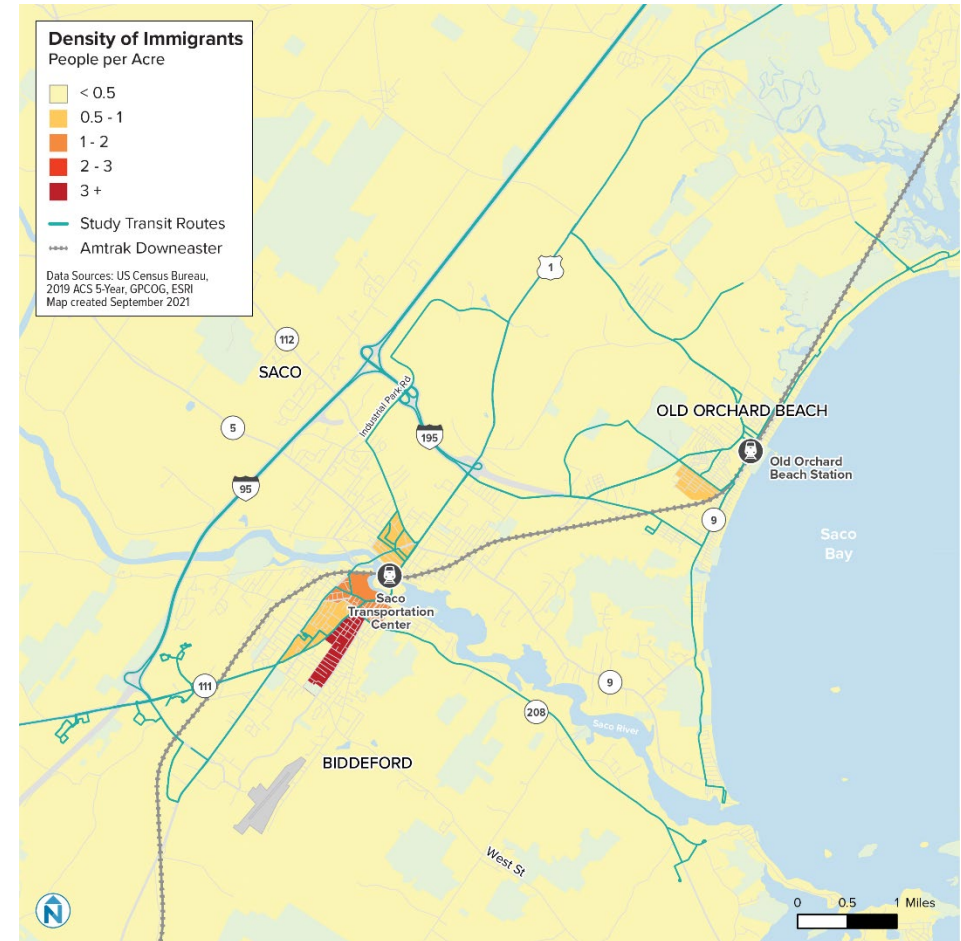 Density of Immigrants
People per Acre
< 0.5
0.5 - 1
1 - 2
2 - 3
3 +
Study Transit Routes
Amtrak Downeaster
Data Sources: US Census Bureau,
2019 ACS 5-Year, GPCOG, ESRI
Map created September 2021
1
112
SACO
Industrial Park Rd
5
195
OLD ORCHARD BEACH
Old Orchard
Beach Station
95
9
Saco
Bay
Saco
Transportation
Center
111
9
208
Saco River
BIDDEFORD
West St
N
0 0.5 1 Miles